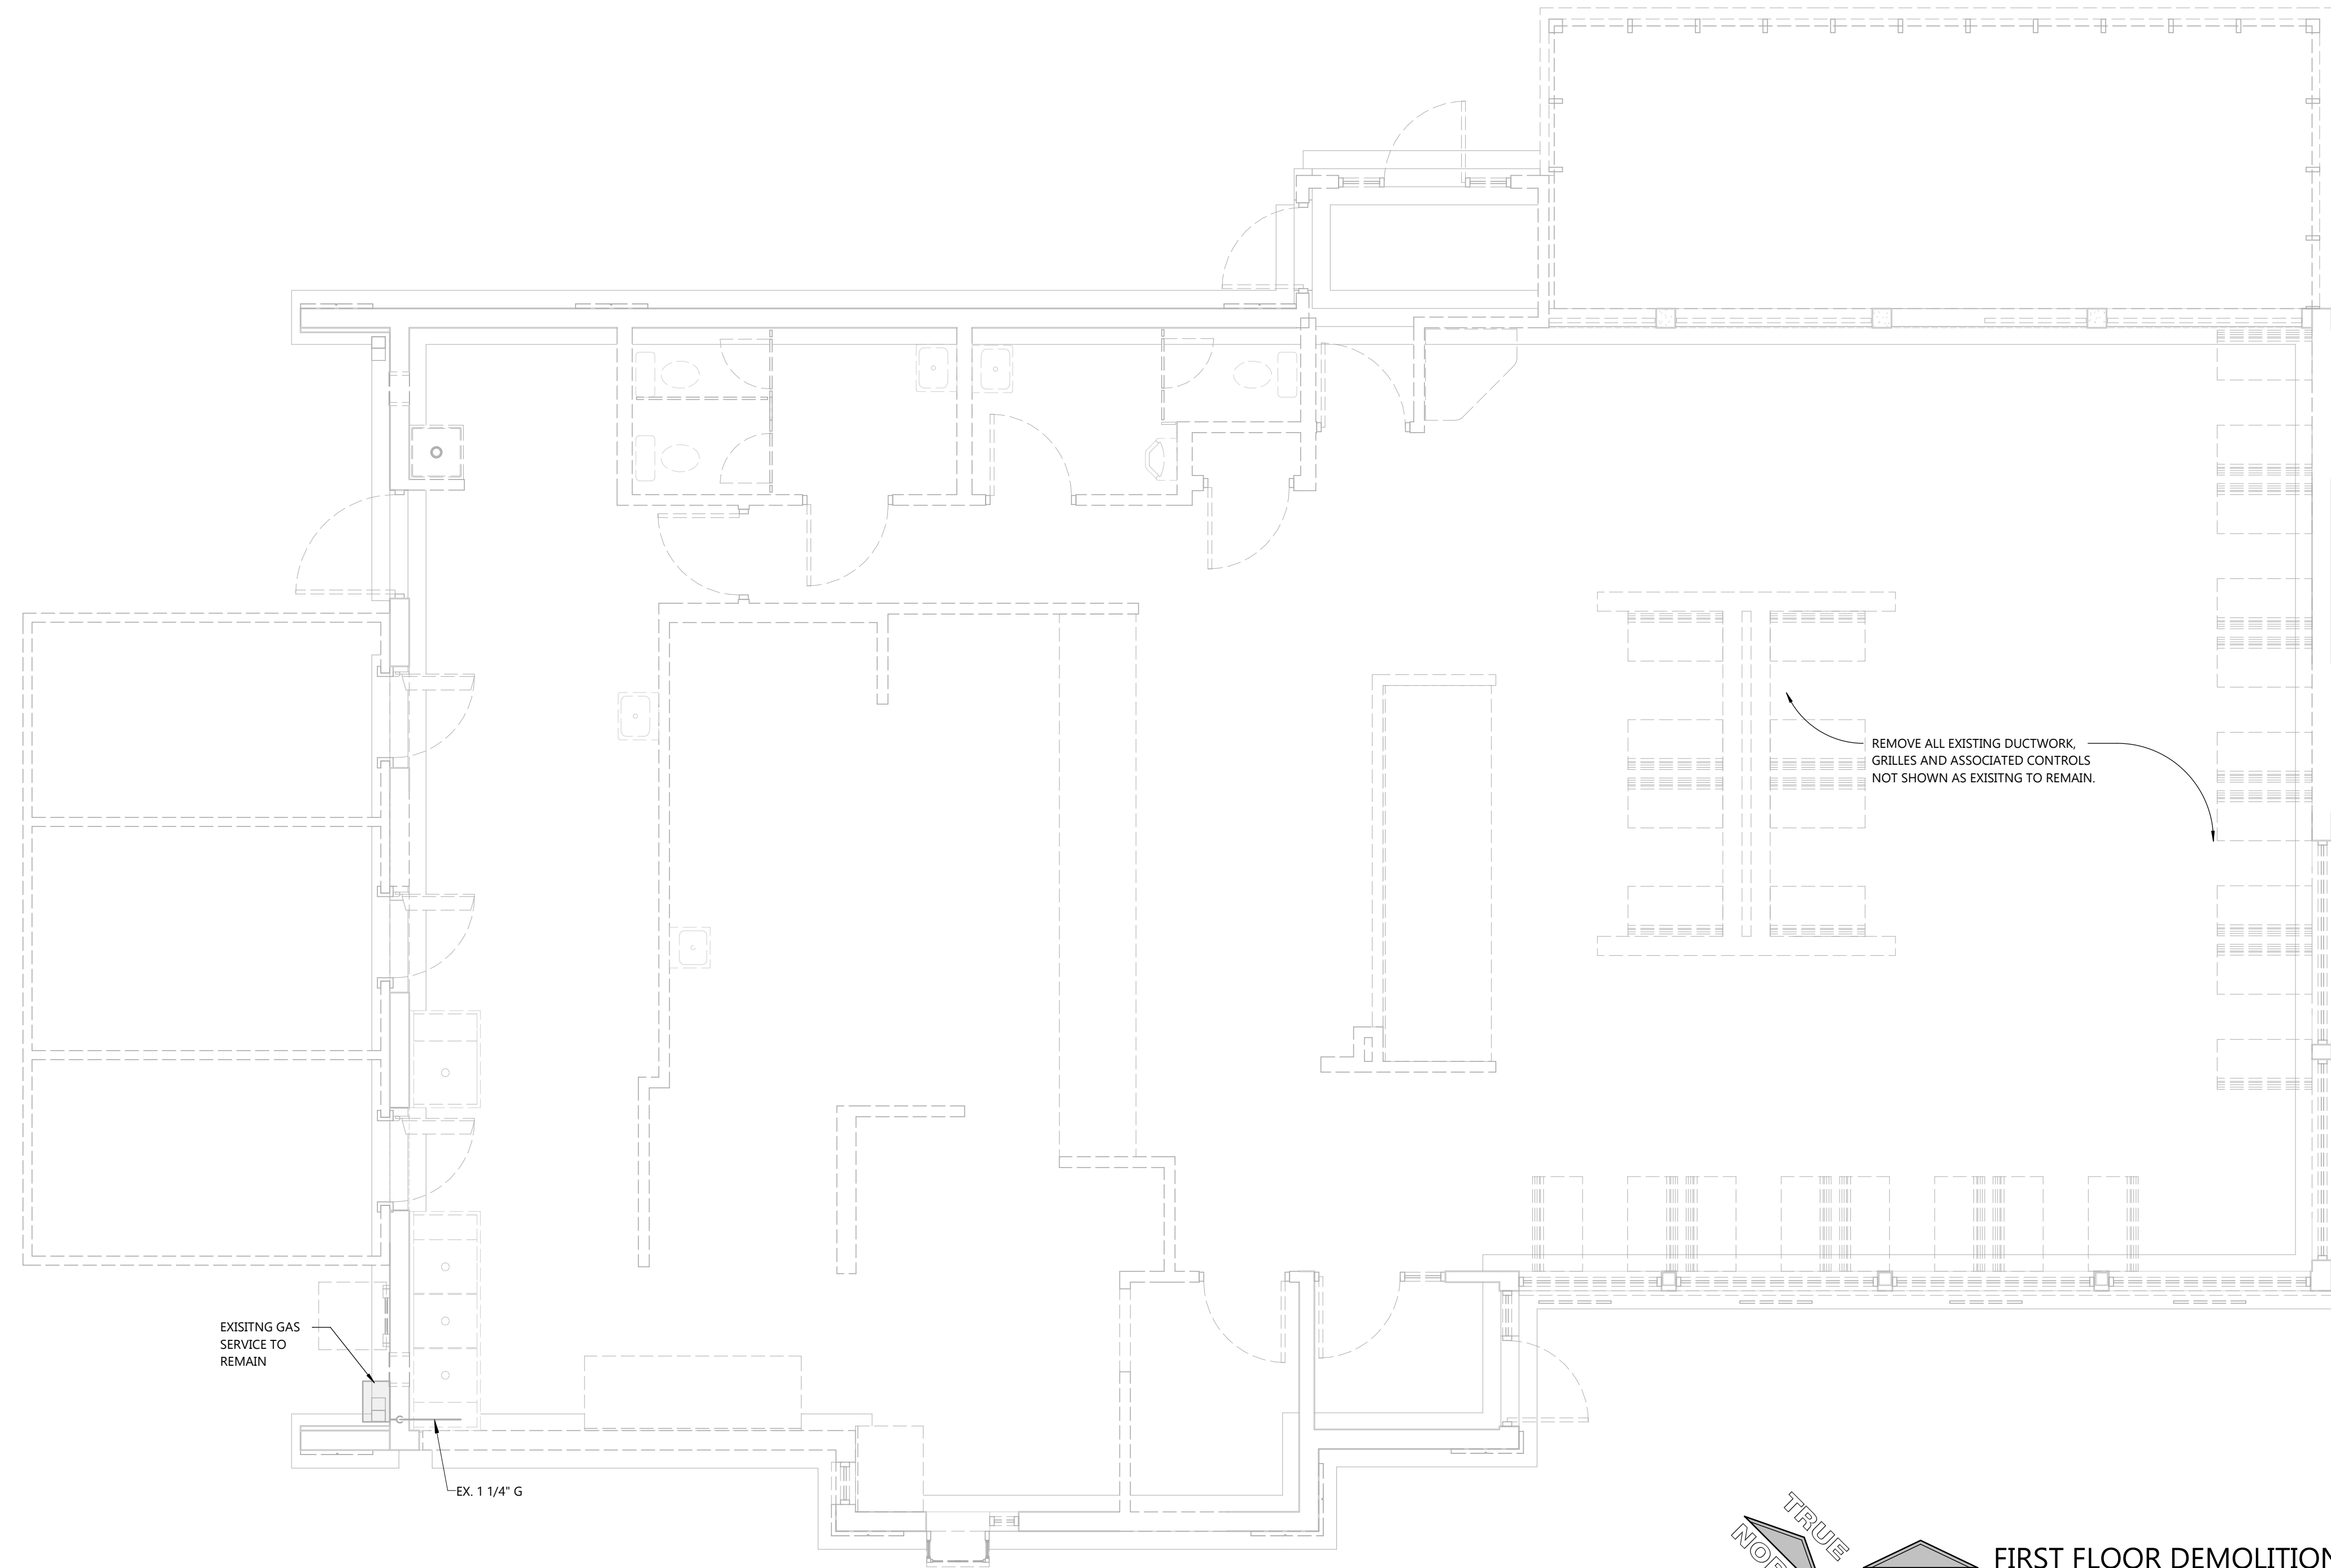 REMOVE ALL EXISTING DUCTWORK,
GRILLES AND ASSOCIATED CONTROLS
NOT SHOWN AS EXISITNG TO REMAIN.
EXISITNG GAS
SERVICE TO
REMAIN
EX. 1 1/4" G
TRUE
FIRST FLOOR DEMOLITION